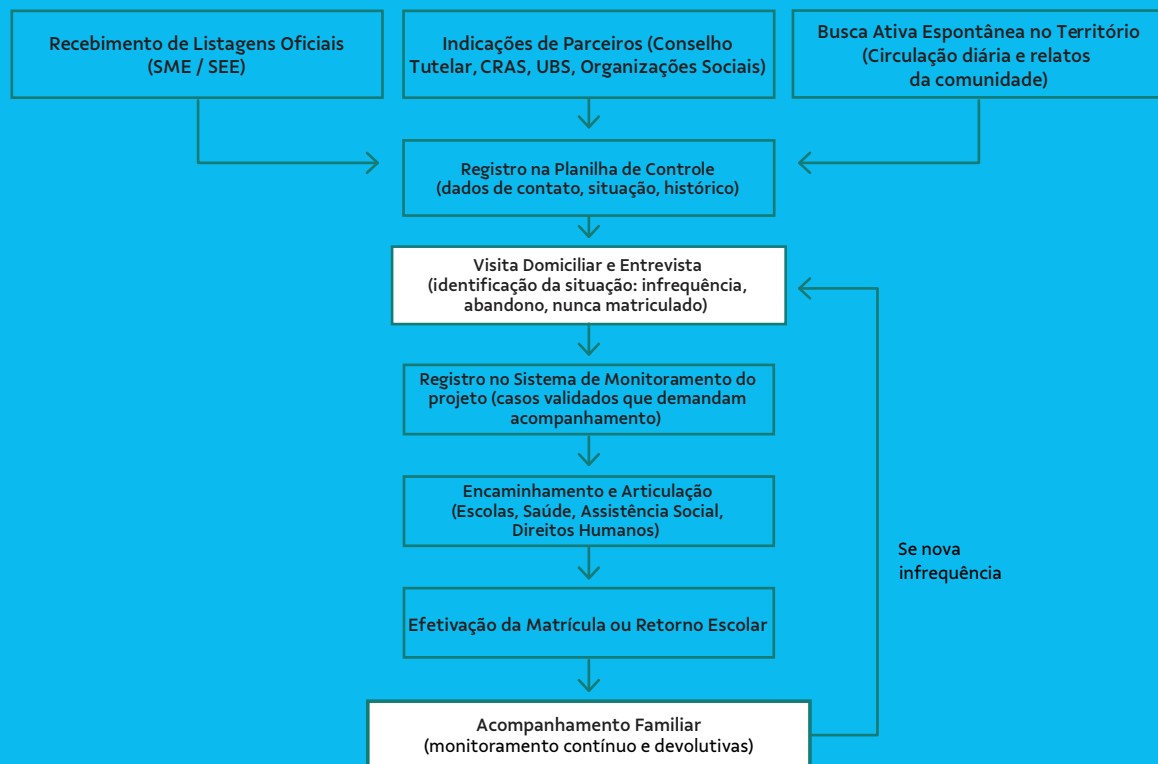 Recebimento de Listagens Oficiais
(SME / SEE)
Indicações de Parceiros (Conselho
Tutelar, CRAS, UBS, Organizações Sociais)
Busca Ativa Espontânea no Território
(Circulação diária e relatos
da comunidade)
Registro na Planilha de Controle
(dados de contato, situação, histórico)
Visita Domiciliar e Entrevista
(identificação da situação: infrequência,
abandono, nunca matriculado)
Registro no Sistema de Monitoramento do
projeto (casos validados que demandam
acompanhamento)
Encaminhamento e Articulação
(Escolas, Saúde, Assistência Social,
Direitos Humanos)
Se nova
infrequência
Efetivação da Matrícula ou Retorno Escolar
Acompanhamento Familiar
(monitoramento contínuo e devolutivas)